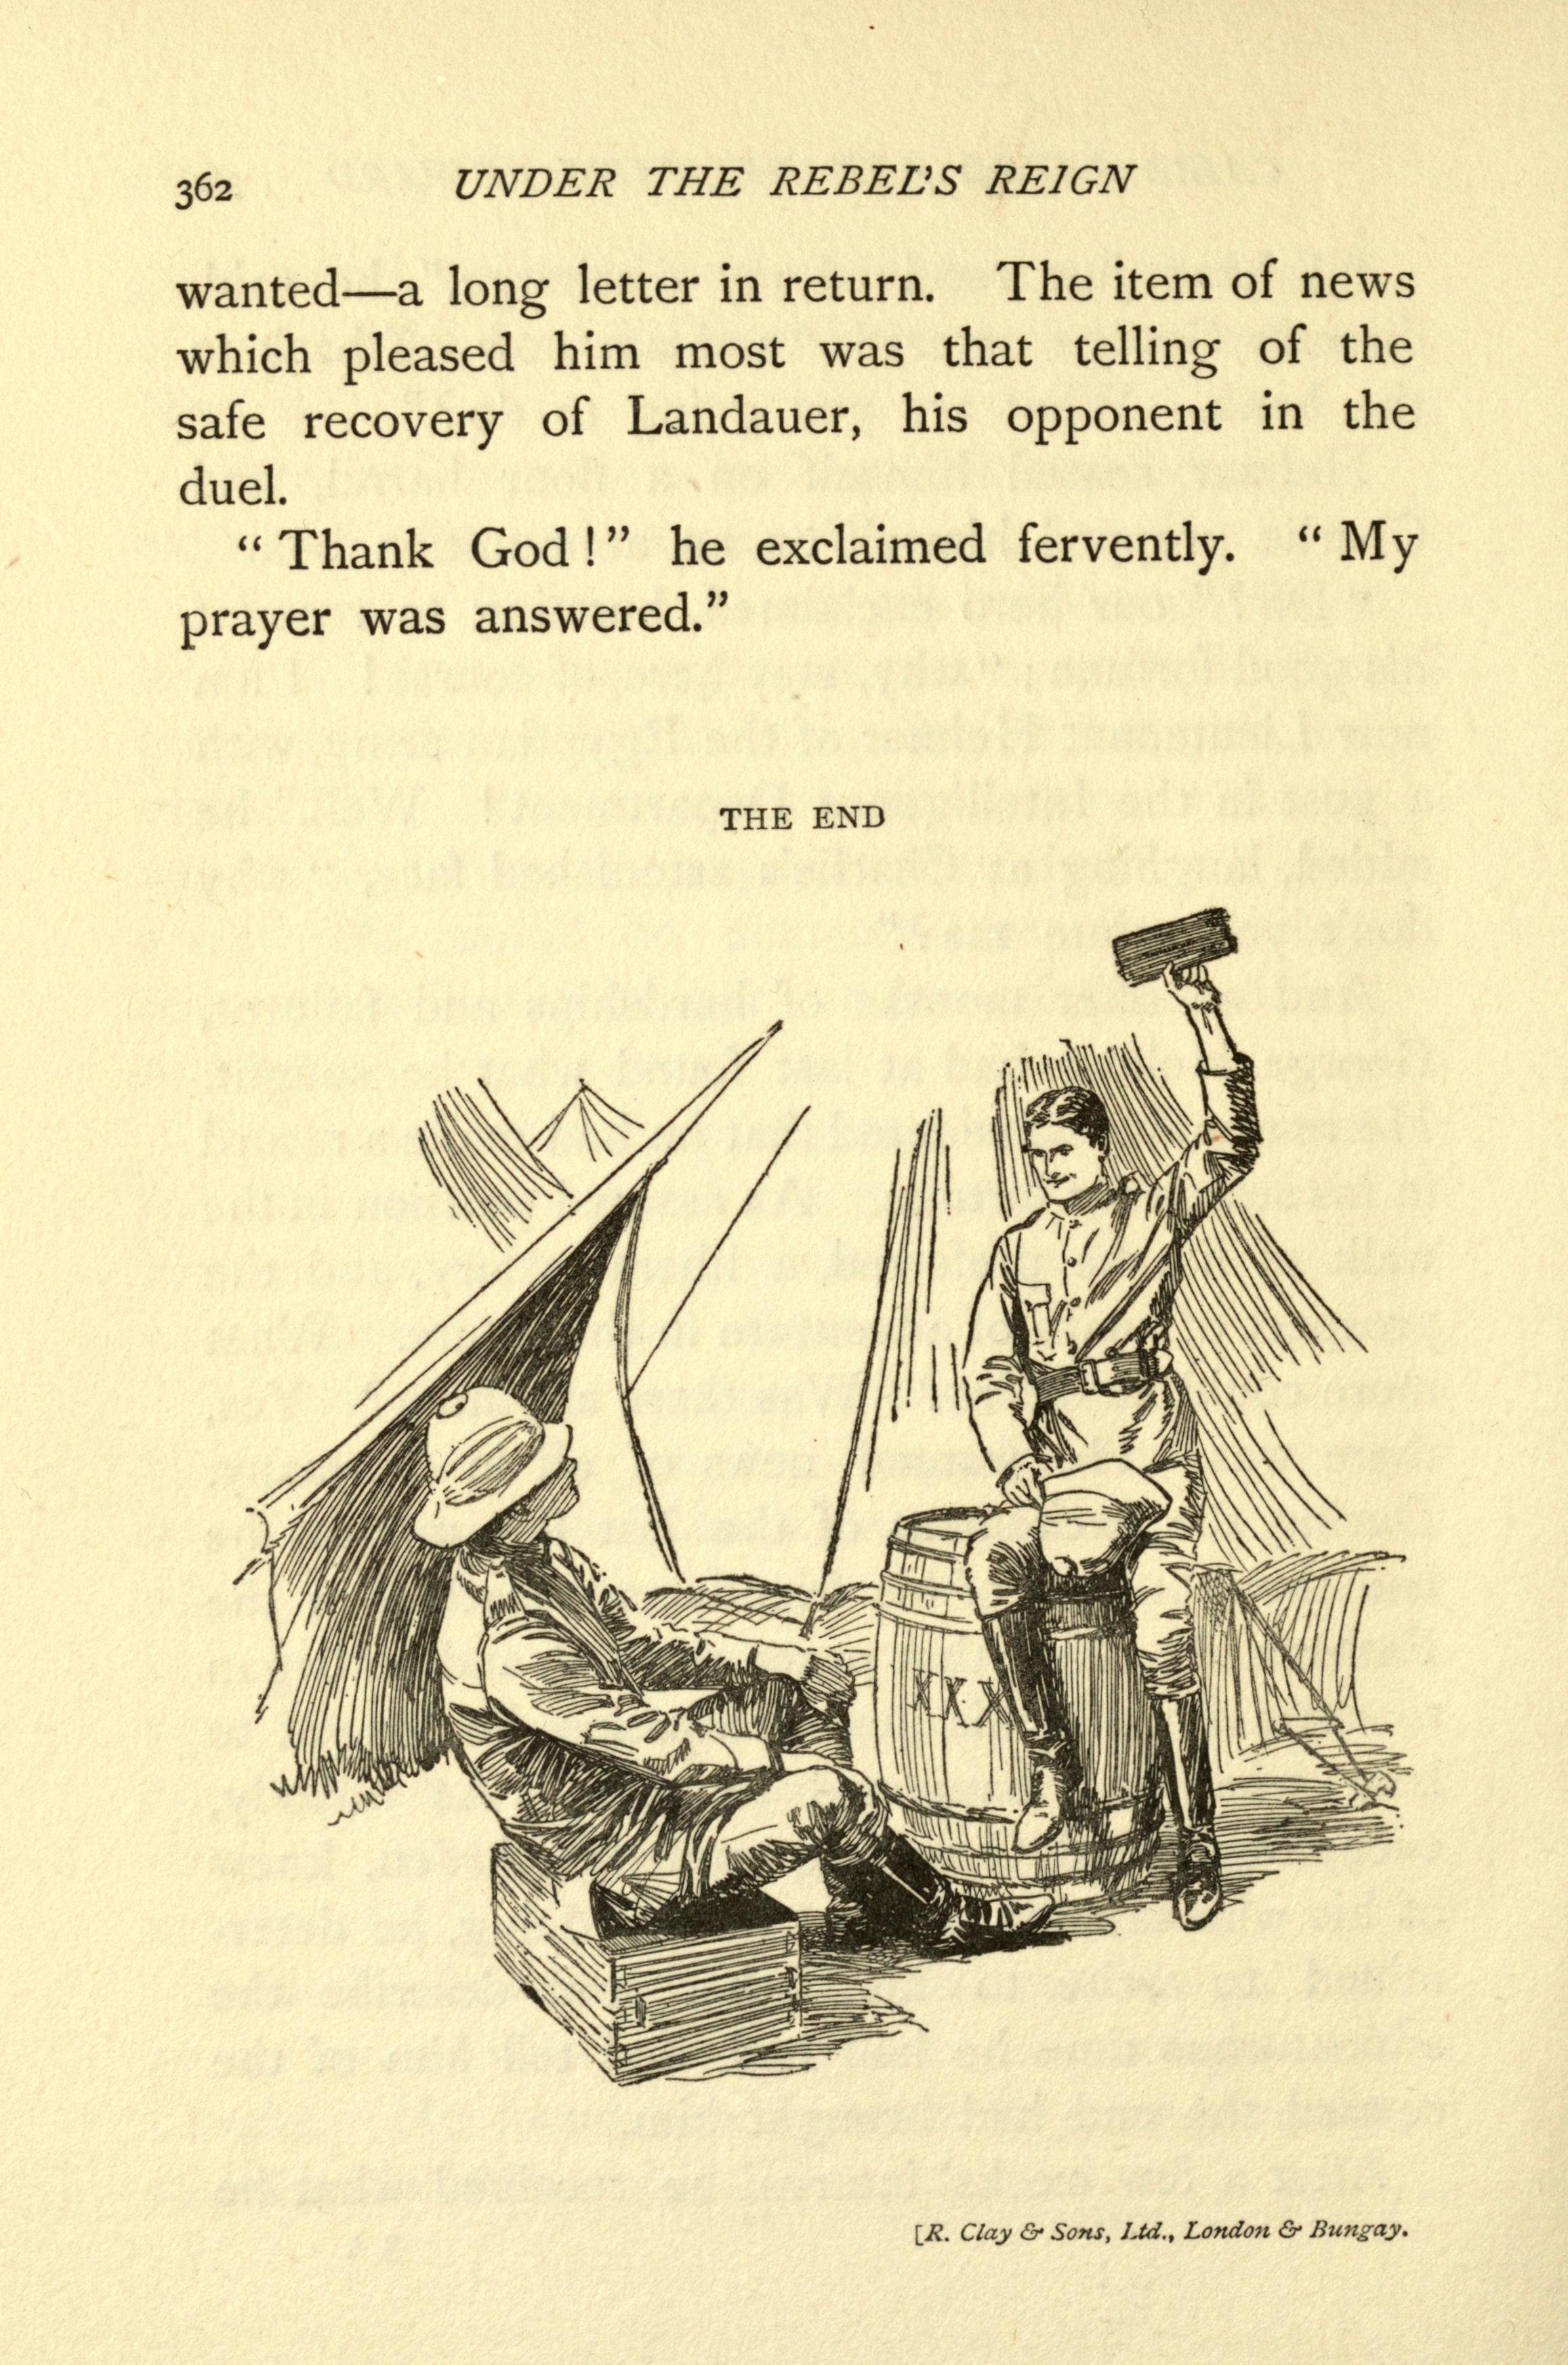 362 UNDER THE REBEL'S REIGN
wanted—a long letter in return. The item of news
which pleased him most was that telling of the
safe recovery of Landauer, his opponent in the
duel.
"Thank God!" he exclaimed fervently. "My
prayer was answered."
THE END
XXX
[R. Clay & Sons, Ltd., London & Bungay.